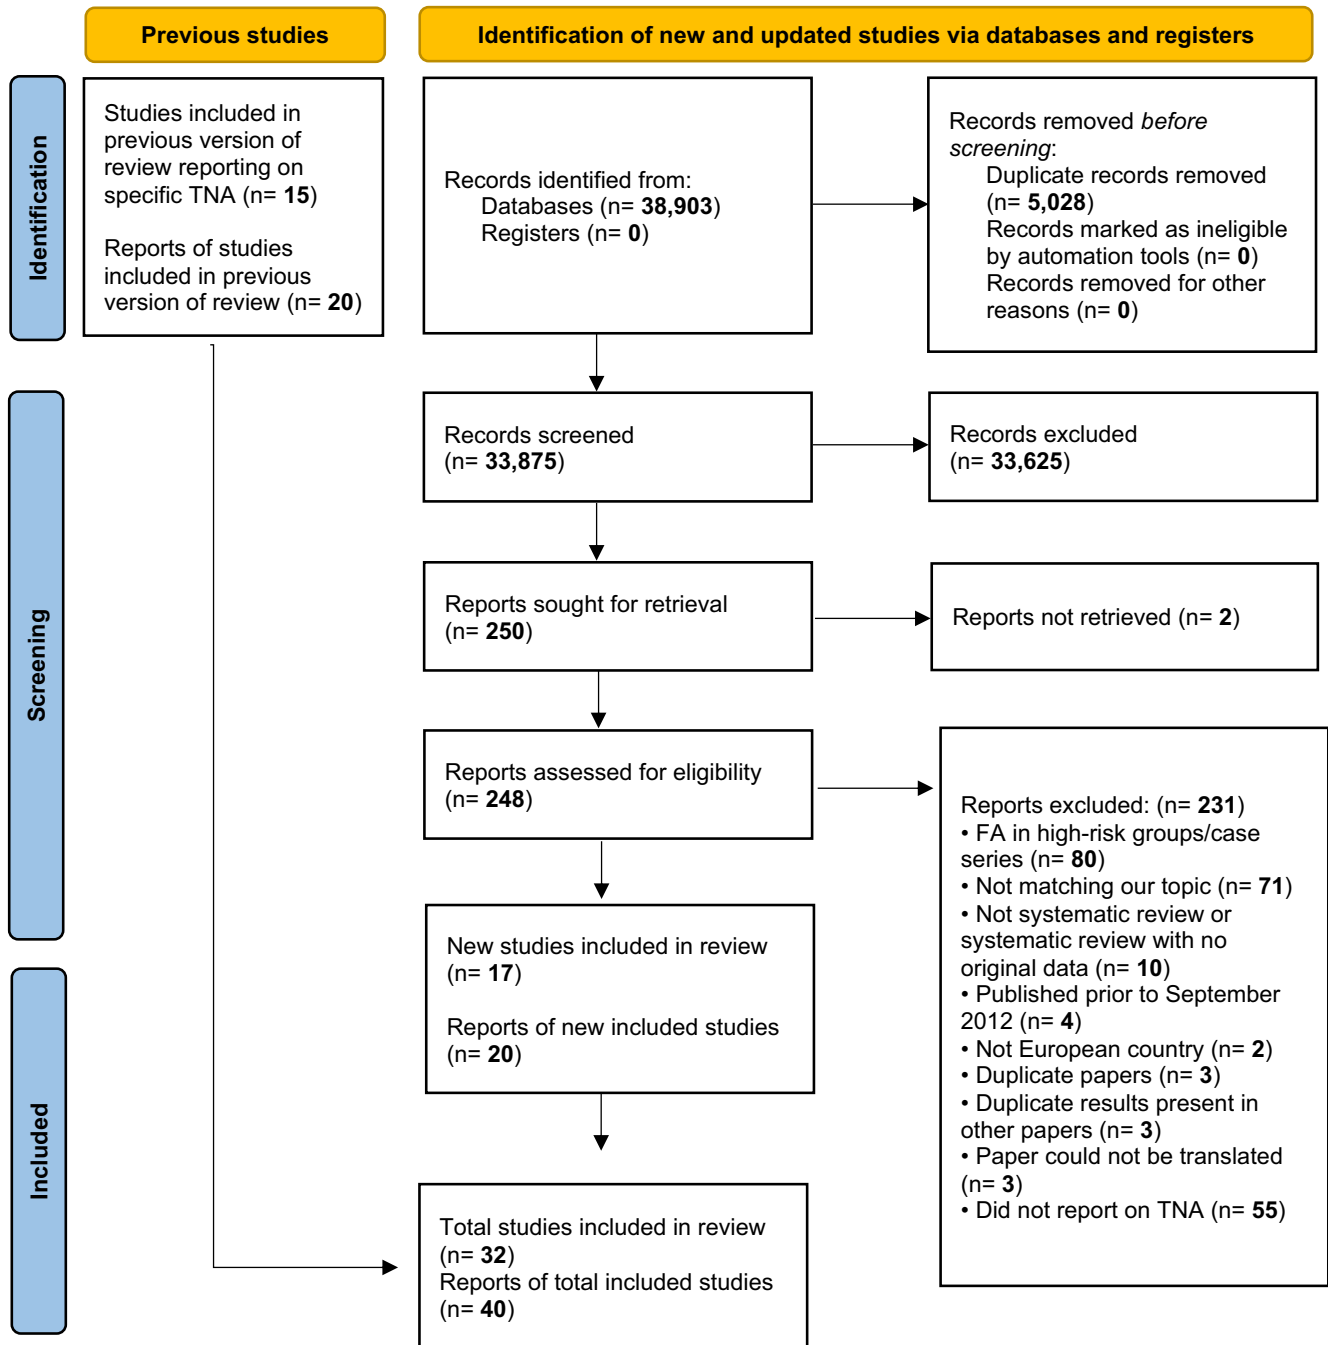 Previous studies
Identification of new and updated studies via databases and registers
Identification
Studies included in
previous version of
review reporting on
specific TNA (n= 15)
Reports of studies
included in previous
version of review (n= 20)
Records identified from:
Databases (n= 38,903)
Registers (n= 0)
Records removed before
screening:
Duplicate records removed
(n= 5,028)
Records marked as ineligible
by automation tools (n= 0)
Records removed for other
reasons (n= 0)
Screening
Records screened
(n= 33,875)
Records excluded
(n= 33,625)
Reports sought for retrieval
(n= 250)
Reports not retrieved (n= 2)
Reports assessed for eligibility
(n= 248)
Reports excluded: (n= 231)
• FA in high-risk groups/case
series (n= 80)
• Not matching our topic (n= 71)
• Not systematic review or
systematic review with no
original data (n= 10)
• Published prior to September
2012 (n= 4)
• Not European country (n= 2)
• Duplicate papers (n= 3)
• Duplicate results present in
other papers (n= 3)
• Paper could not be translated
(n= 3)
• Did not report on TNA (n= 55)
New studies included in review
(n= 17)
Reports of new included studies
(n= 20)
Included
Total studies included in review
(n= 32)
Reports of total included studies
(n= 40)